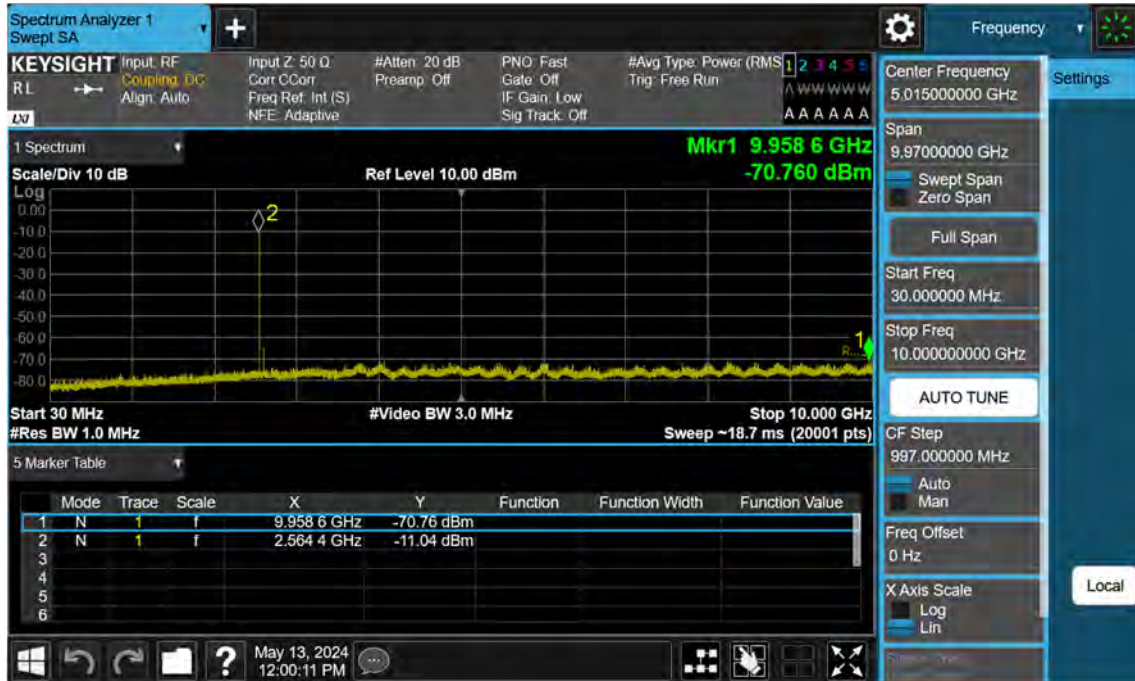 Spectrum Analyzer 1
Swept SA
+
Frequency
KEYSIGHT
RL
LXI
Input: RF
Coupling: DC
Align: Auto
Input Z: 50 Ω
Corr CCorr
Freq Ref: Int (S)
NFE: Adaptive
#Atten: 20 dB
Preamp: Off
PNO: Fast
Gate: Off
IF Gain: Low
Sig Track: Off
#Avg Type: Power (RMS
Trig: Free Run
1 2 3 4 5 6
A W W W W W
A A A A A A
1 Spectrum
Scale/Div 10 dB
Ref Level 10.00 dBm
Mkr1 9.958 6 GHz
-70.760 dBm
Log
0.00
-10.0
-20.0
-30.0
-40.0
-50.0
-60.0
-70.0
-80.0
2
1
R...
Start 30 MHz
#Video BW 3.0 MHz
Stop 10.000 GHz
#Res BW 1.0 MHz
Sweep ~18.7 ms (20001 pts)
5 Marker Table
Mode Trace Scale X Y Function Function Width Function Value
1 N 1 f 9.958 6 GHz -70.76 dBm
2 N 1 f 2.564 4 GHz -11.04 dBm
3
4
5
6
?
May 13, 2024
12:00:11 PM
Center Frequency
5.015000000 GHz
Span
9.97000000 GHz
Swept Span
Zero Span
Full Span
Start Freq
30.000000 MHz
Stop Freq
10.000000000 GHz
AUTO TUNE
CF Step
997.000000 MHz
Auto
Man
Freq Offset
0 Hz
X Axis Scale
Log
Lin
Settings
Local